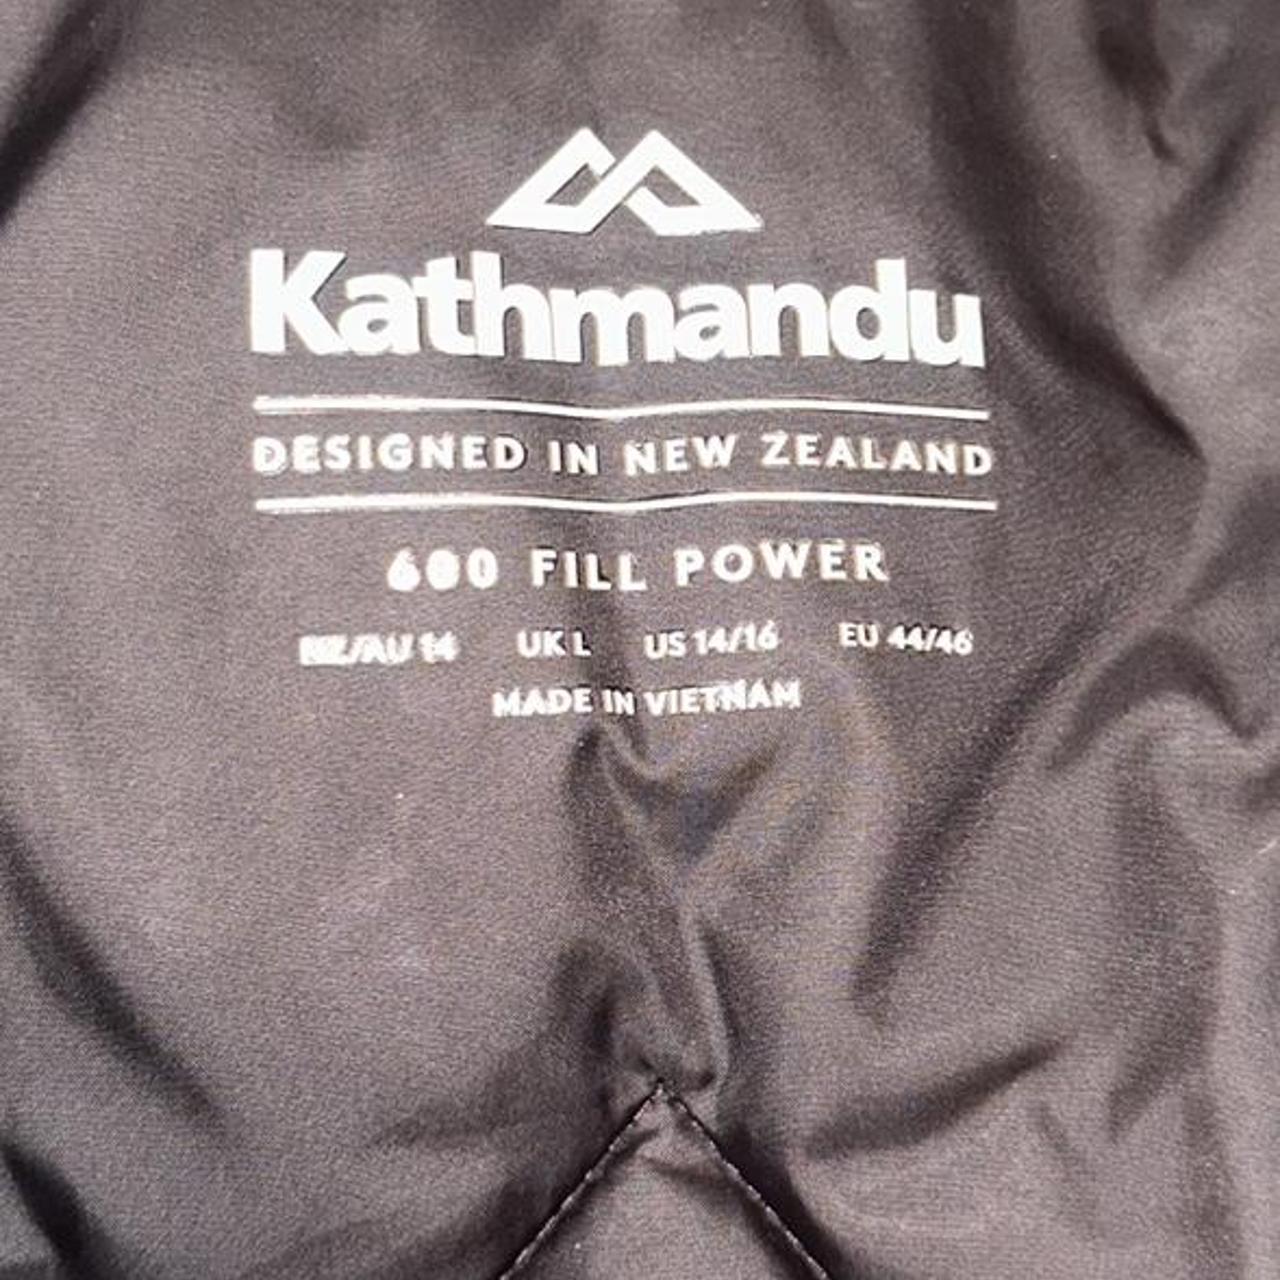 Kathmandu
DESIGNED IN NEW ZEALAND
600 FILL POWER
NZ/AU 14 UK L US 14/16 EU 44/46
MADE IN VIETNAM